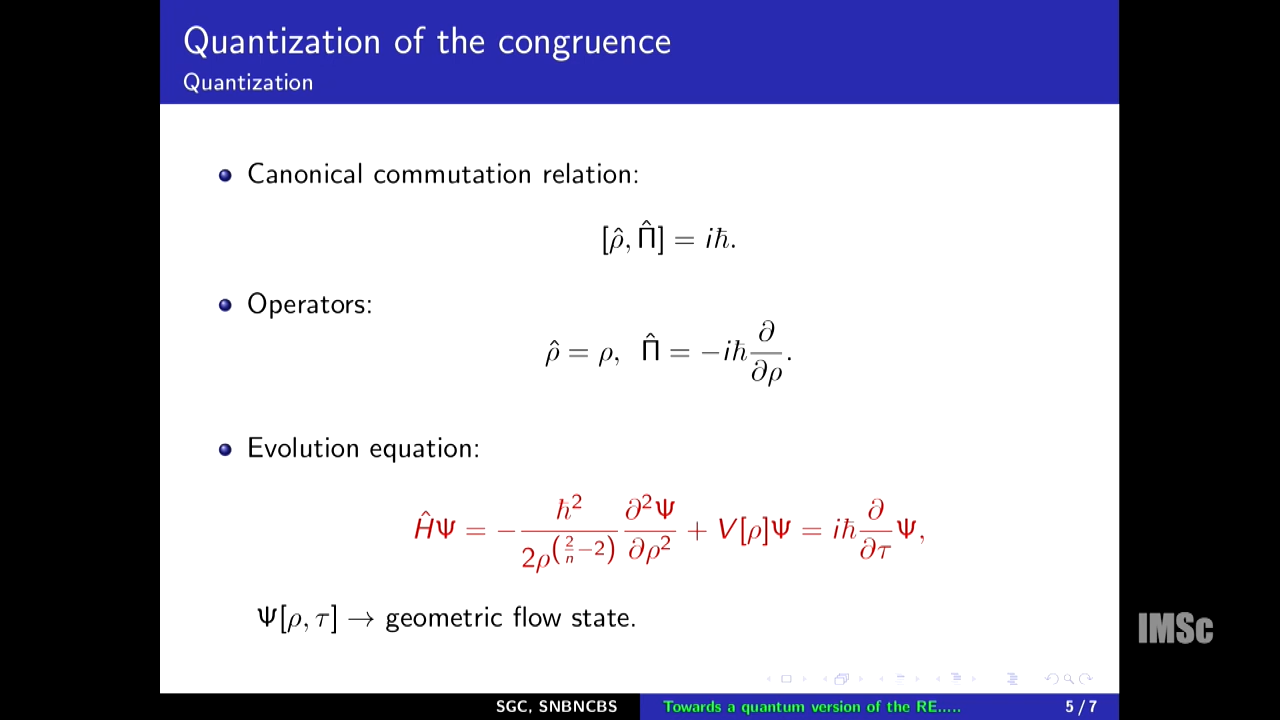 Quantization of the congruence
Quantization
Canonical commutation relation:
[ρ̂, Π̂] = iħ.
Operators:
ρ̂ = ρ, Π̂ = −iħ ∂/∂ρ.
Evolution equation:
ĤΨ = − ħ²/2ρ^(2/n −2) ∂²Ψ/∂ρ² + V[ρ]Ψ = iħ ∂/∂τ Ψ,
Ψ[ρ, τ] → geometric flow state.
IMSc
SGC, SNBNCBS Towards a quantum version of the RE..... 5 / 7